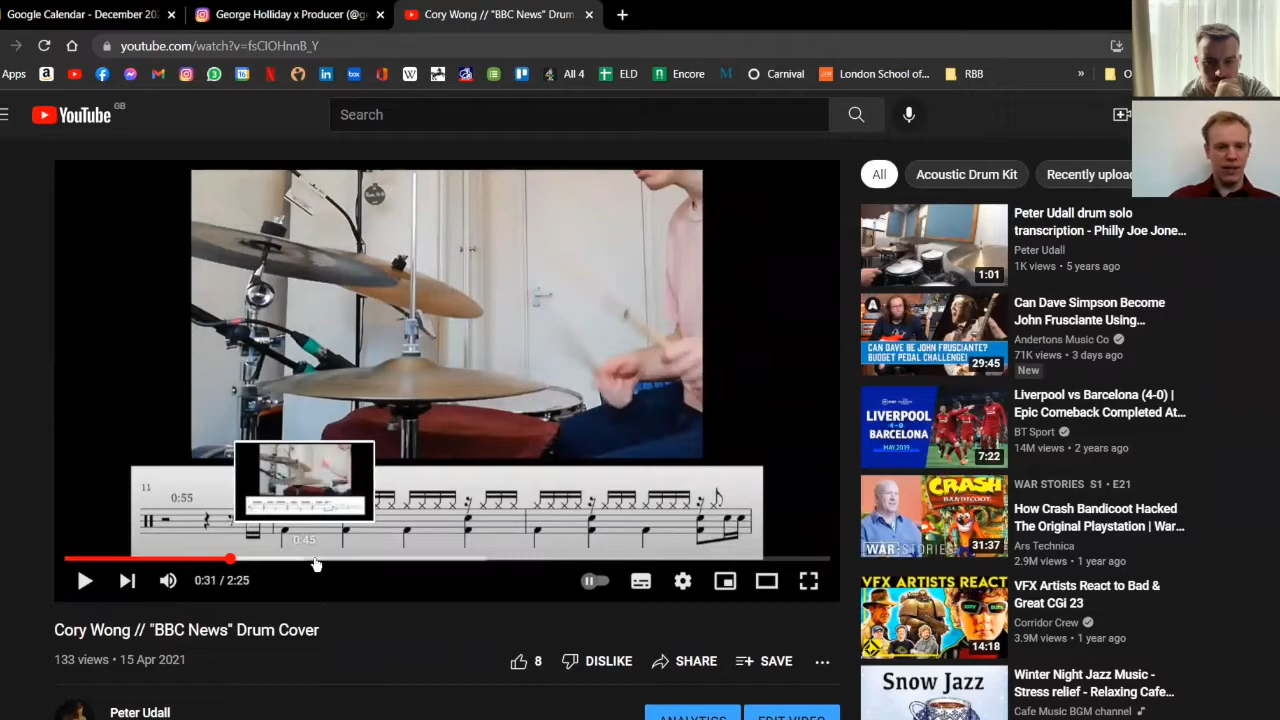 Google Calendar - December 20
George Holliday x Producer (@g
Cory Wong // "BBC News" Drum
youtube.com/watch?v=fsClOHnnB_Y
Apps
All 4
ELD
Encore
Carnival
London School of...
RBB
»
O
YouTube GB
Search
All
Acoustic Drum Kit
Recently uploa
11
0:55
0:45
0:31 / 2:25
Cory Wong // "BBC News" Drum Cover
133 views • 15 Apr 2021
8
DISLIKE
SHARE
SAVE
Peter Udall
ANALYTICS
EDIT VIDEO
1:01
Peter Udall drum solo
transcription - Philly Joe Jone...
Peter Udall
1K views • 5 years ago
CAN DAVE BE JOHN FRUSCIANTE?
BUDGET PEDAL CHALLENGE!
29:45
Can Dave Simpson Become
John Frusciante Using...
Andertons Music Co
71K views • 3 days ago
New
LIVERPOOL
BARCELONA
MAY 2019
7:22
Liverpool vs Barcelona (4-0) |
Epic Comeback Completed At...
BT Sport
14M views • 2 years ago
CRASH
BANDICOOT
WAR STORIES
31:37
WAR STORIES S1 • E21
How Crash Bandicoot Hacked
The Original Playstation | War...
Ars Technica
2.9M views • 1 year ago
VFX ARTISTS REACT
14:18
VFX Artists React to Bad &
Great CGi 23
Corridor Crew
3.9M views • 1 year ago
Snow Jazz
Winter Night Jazz Music -
Stress relief - Relaxing Cafe...
Cafe Music BGM channel